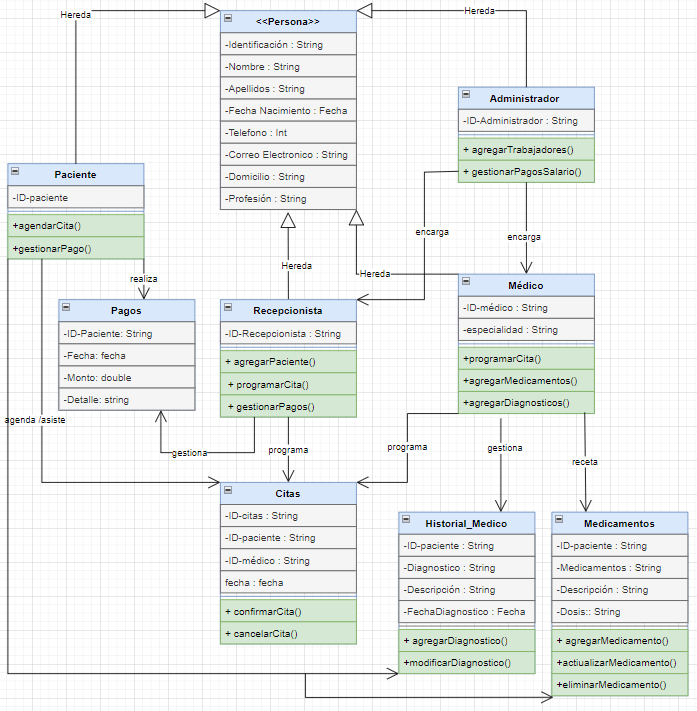 Hereda
<<Persona>>
-Identificación : String
-Nombre : String
-Apellidos : String
-Fecha Nacimiento : Fecha
-Telefono : Int
-Correo Electronico : String
-Domicilio : String
-Profesión : String
Hereda
Administrador
-ID-Administrador : String
+ agregarTrabajadores()
+ gestionarPagosSalario()
Paciente
-ID-paciente
+agendarCita()
+gestionarPago()
encarga
encarga
Hereda
Hereda
realiza
Pagos
-ID-Paciente: String
-Fecha: fecha
-Monto: double
-Detalle: string
Recepcionista
-ID-Recepcionista : String
+ agregarPaciente()
+ programarCita()
+ gestionarPagos()
Médico
-ID-médico : String
-especialidad : String
+programarCita()
+agregarMedicamentos()
+agregarDiagnosticos()
agenda /asiste
gestiona
programa
programa
gestiona
receta
Citas
-ID-citas : String
-ID-paciente : String
-ID-médico : String
fecha : fecha
+ confirmarCita()
+ cancelarCita()
Historial_Medico
-ID-paciente : String
-Diagnostico : String
-Descripción : String
-FechaDiagnostico : Fecha
+ agregarDiagnostico()
+modificarDiagnostico()
Medicamentos
-ID-paciente : String
-Medicamentos : String
-Descripción : String
-Dosis:: String
+ agregarMedicamento()
+actiualizarMedicamento()
+eliminarMedicamento()